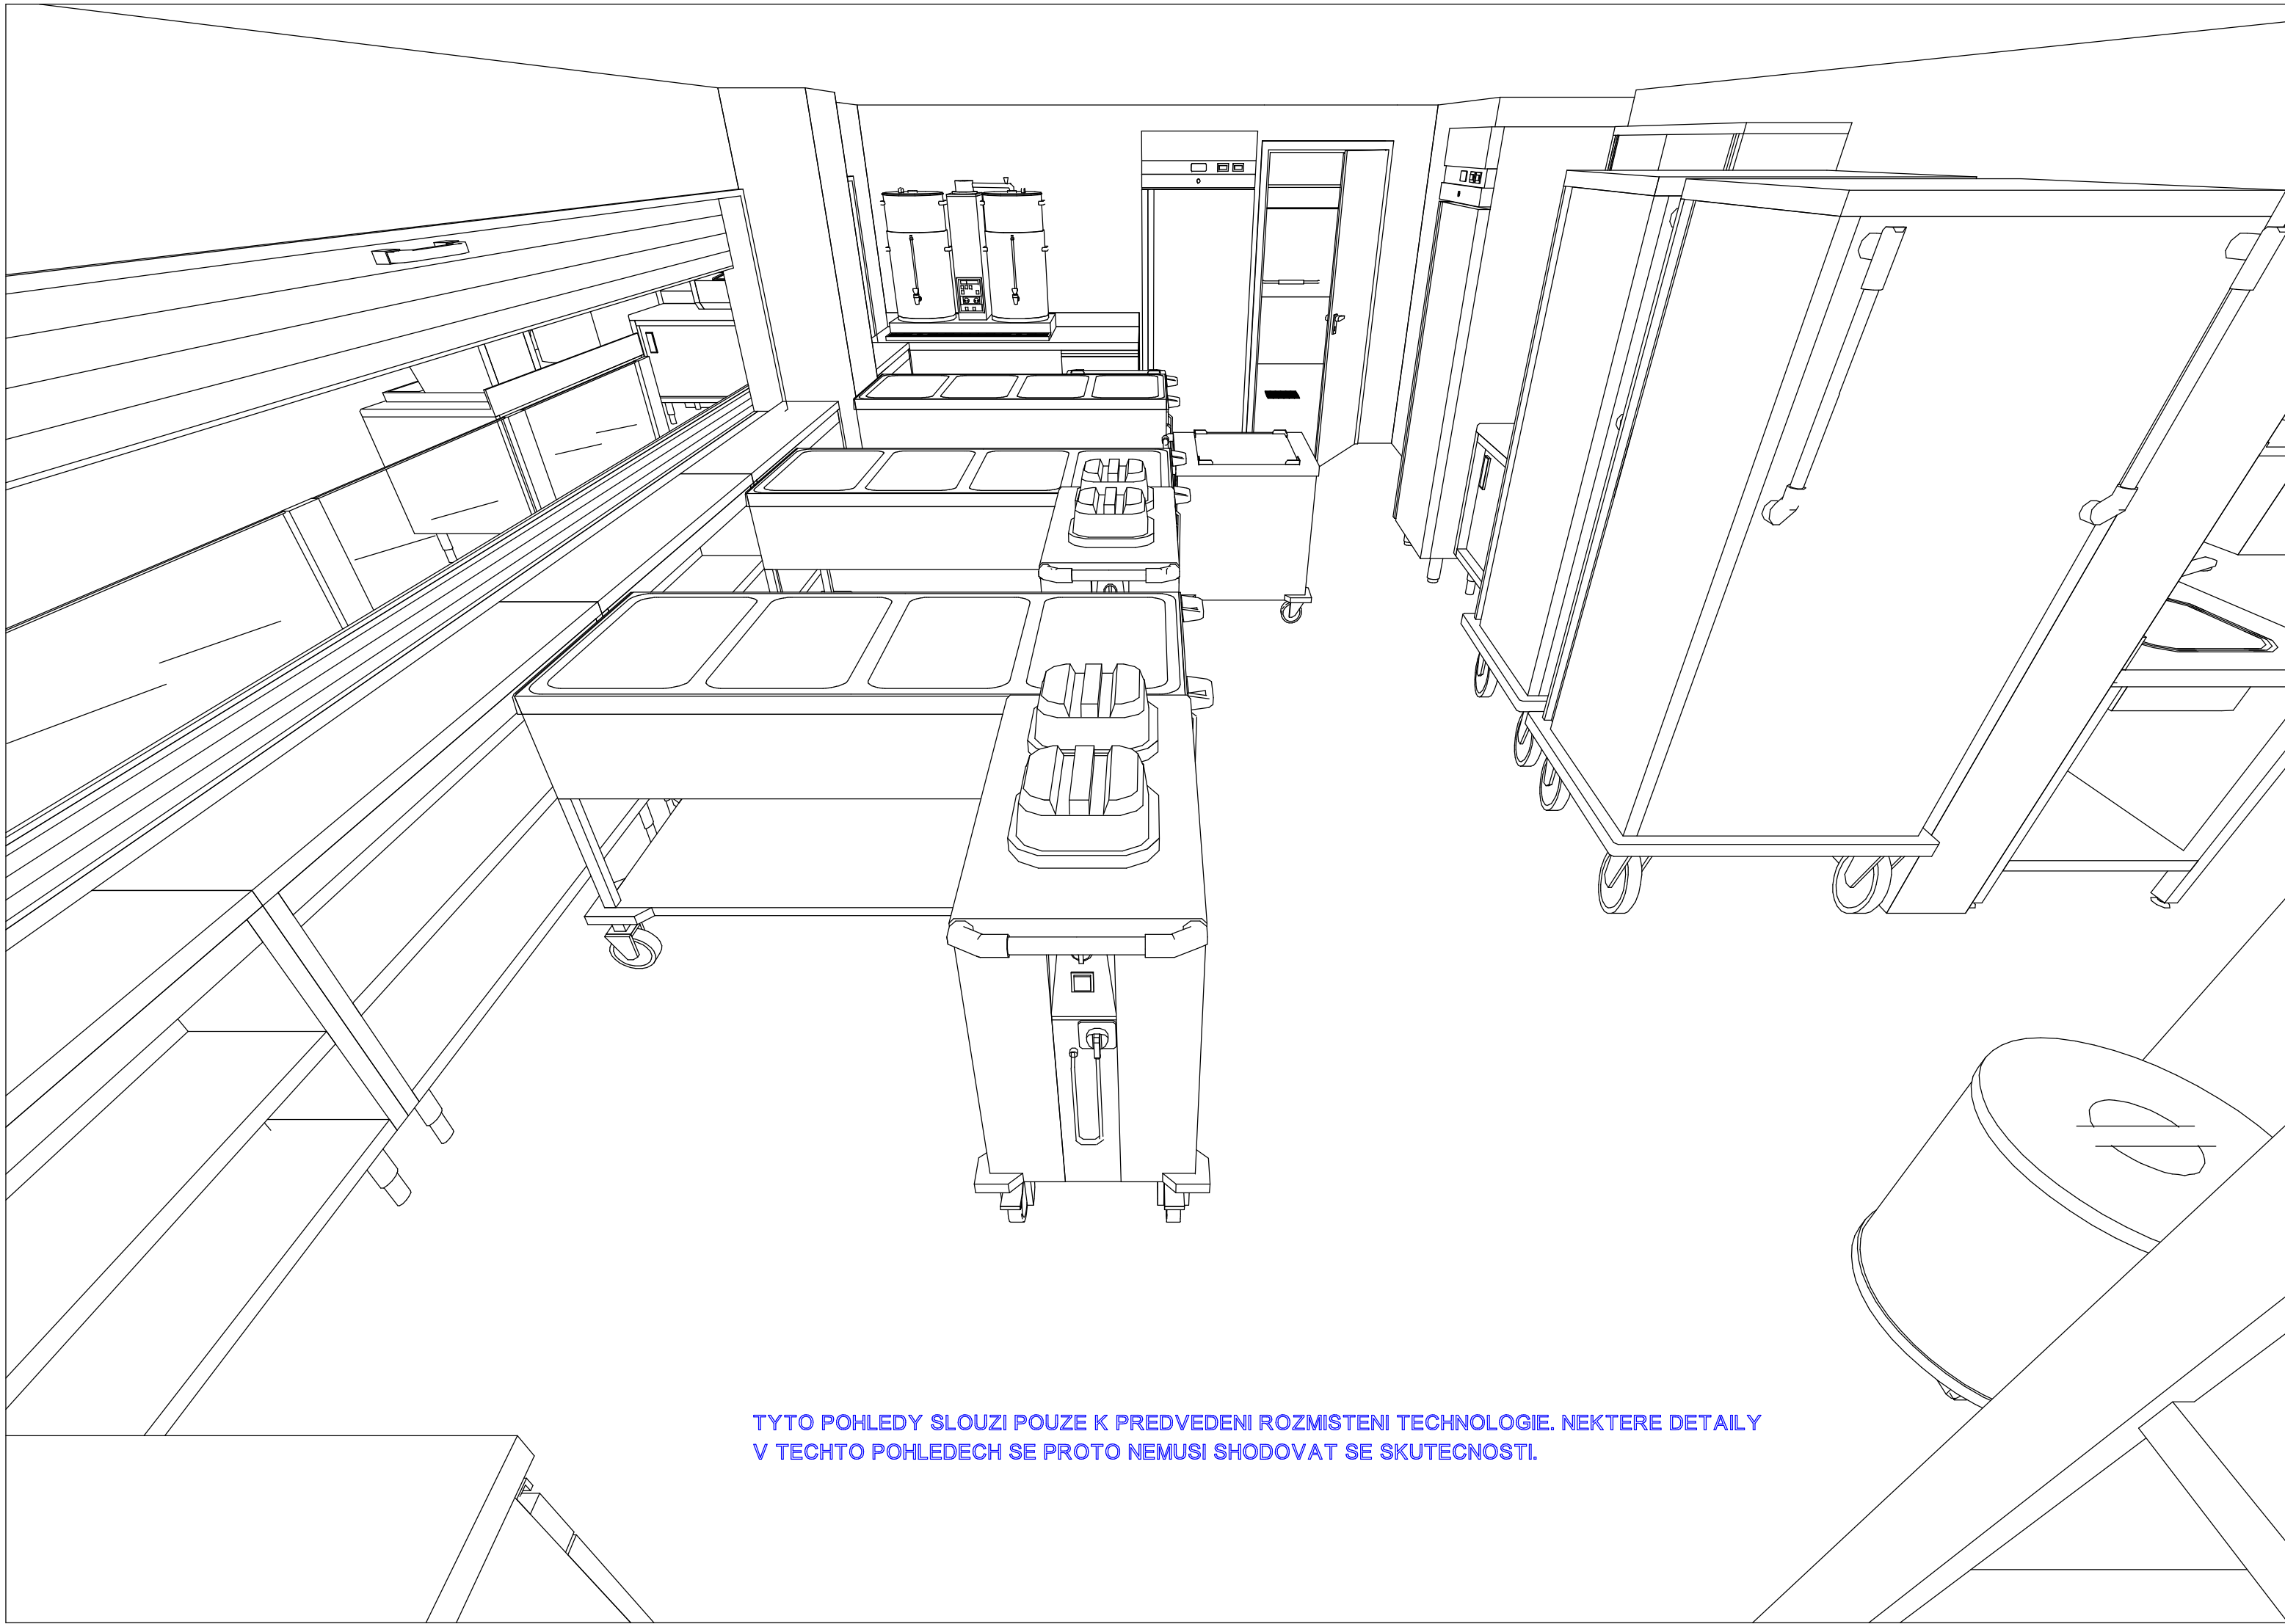 TYTO POHLEDY SLOUZI POUZE K PREDVEDENI ROZMISTENI TECHNOLOGIE. NEKTERE DETAILY
V TECHTO POHLEDECH SE PROTO NEMUSI SHODOVAT SE SKUTECNOSTI.